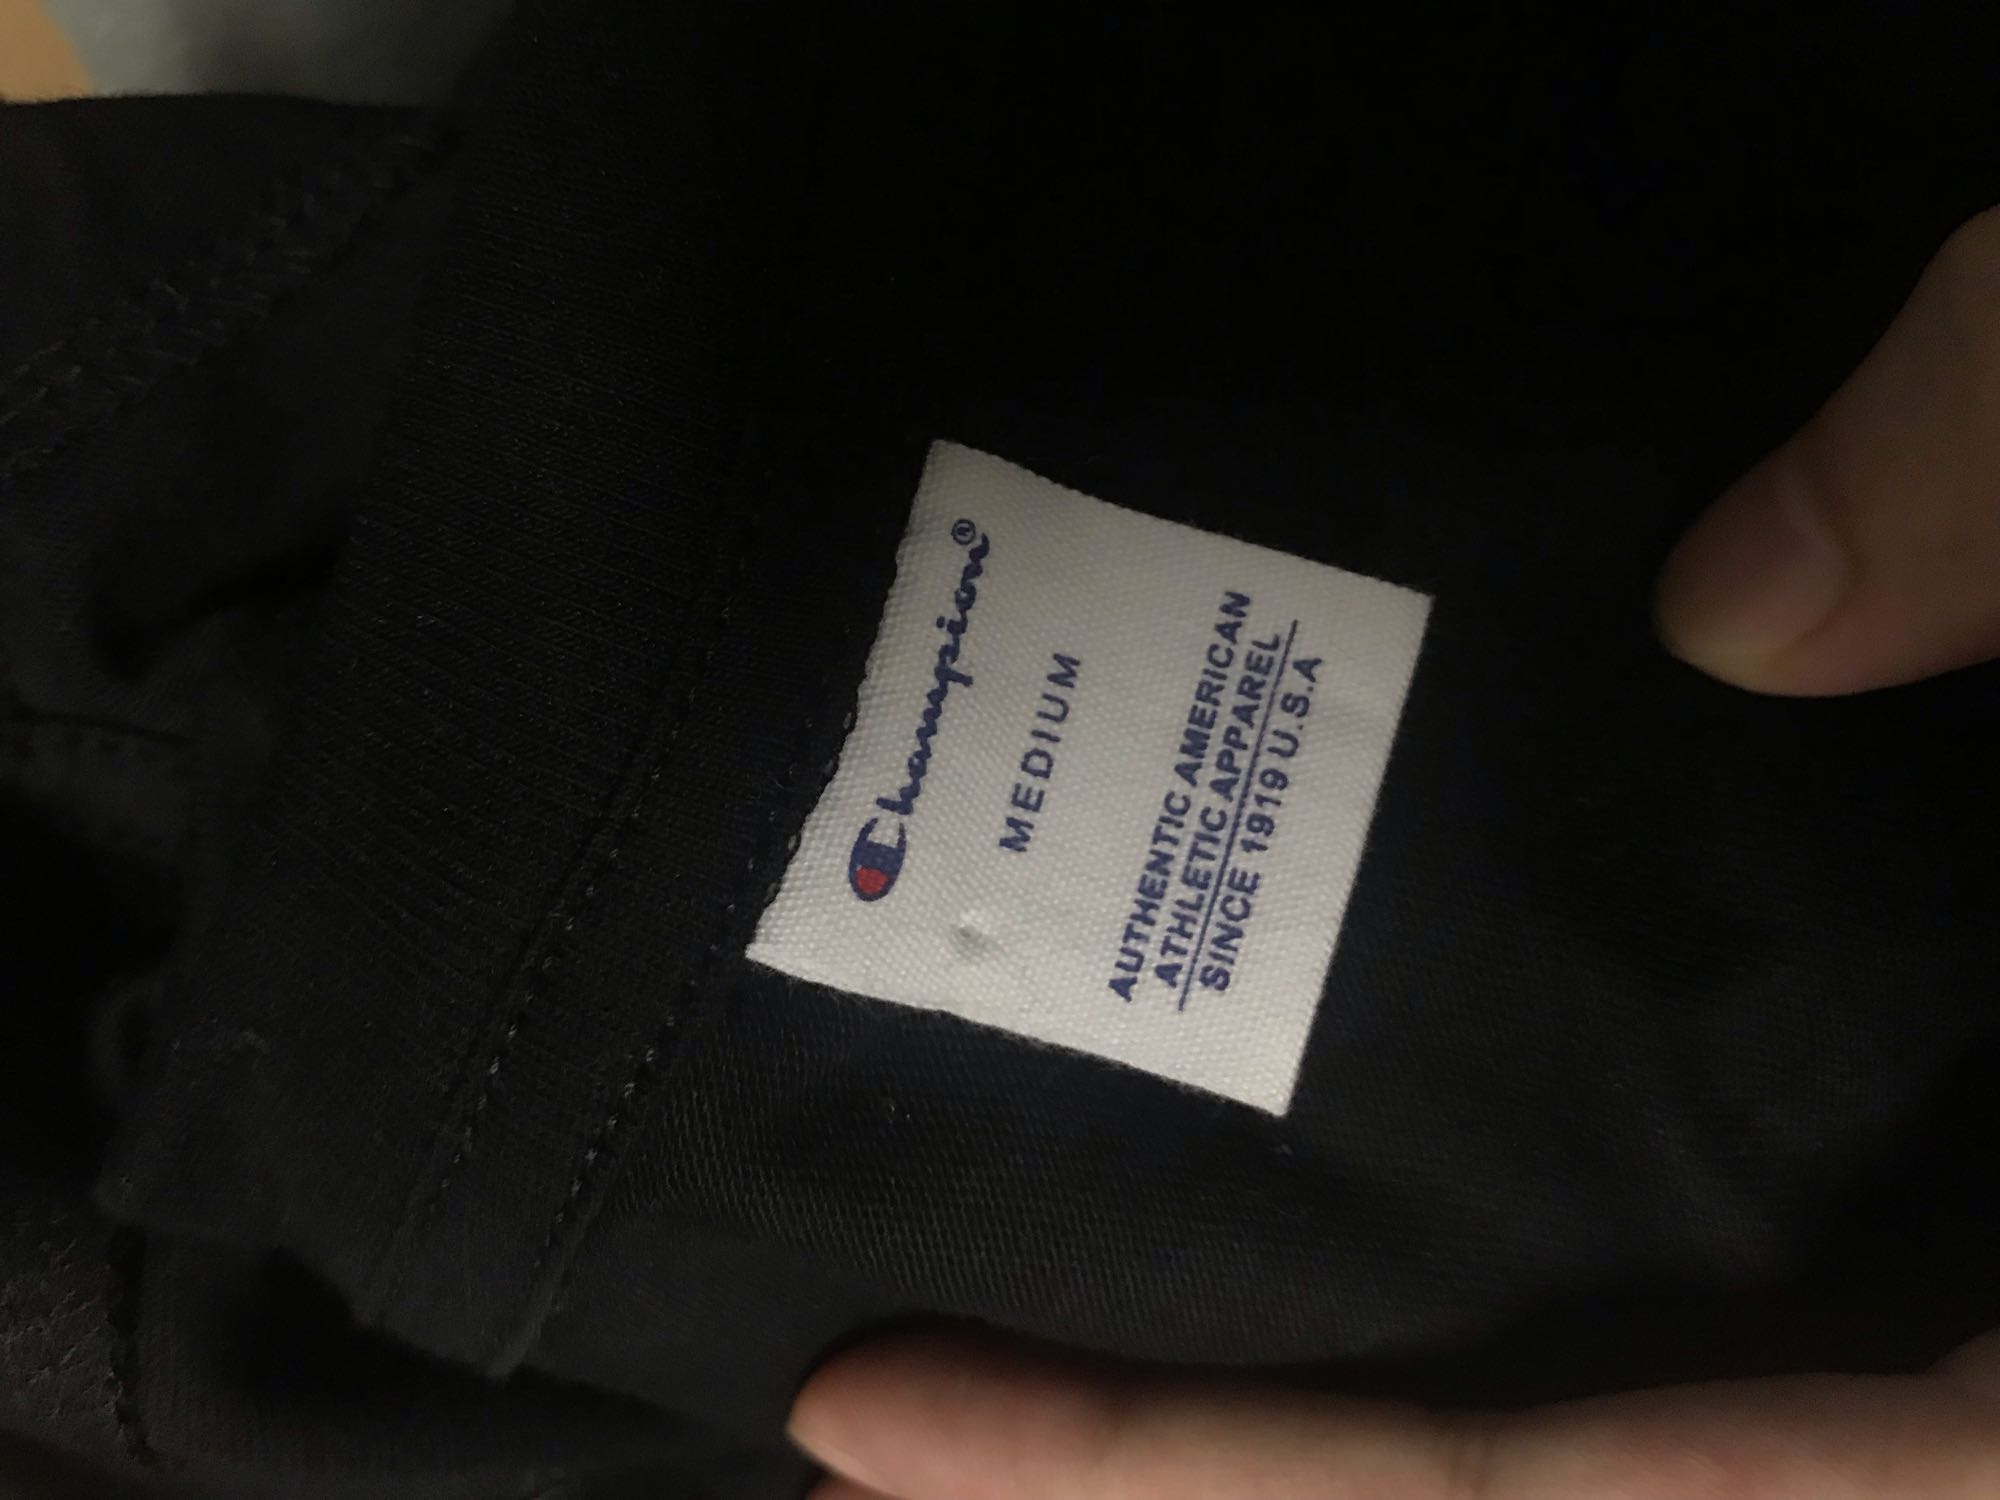 Champion®
MEDIUM
AUTHENTIC AMERICAN
ATHLETIC APPAREL
SINCE 1919 U.S.A